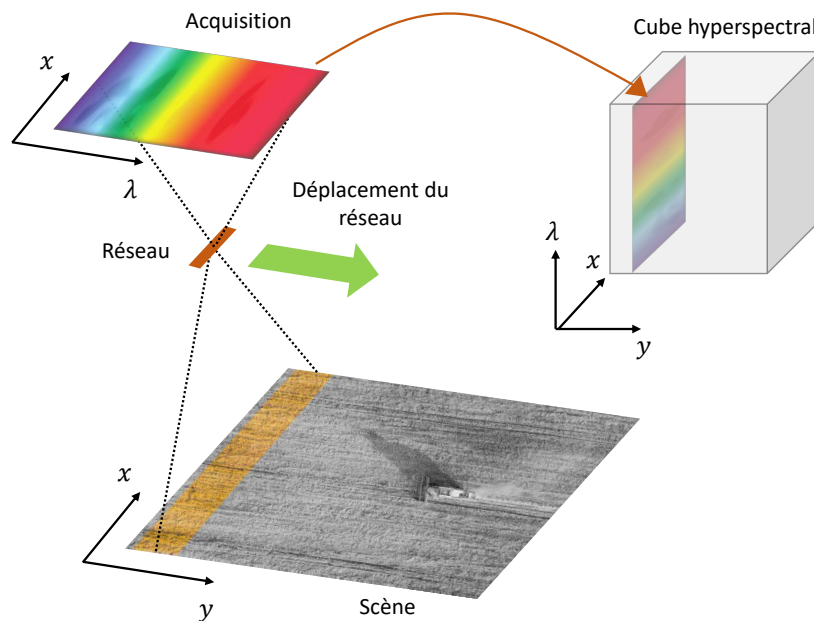 Acquisition
Cube hyperspectral
x
λ
Déplacement du
réseau
Réseau
λ
x
y
x
y
Scène